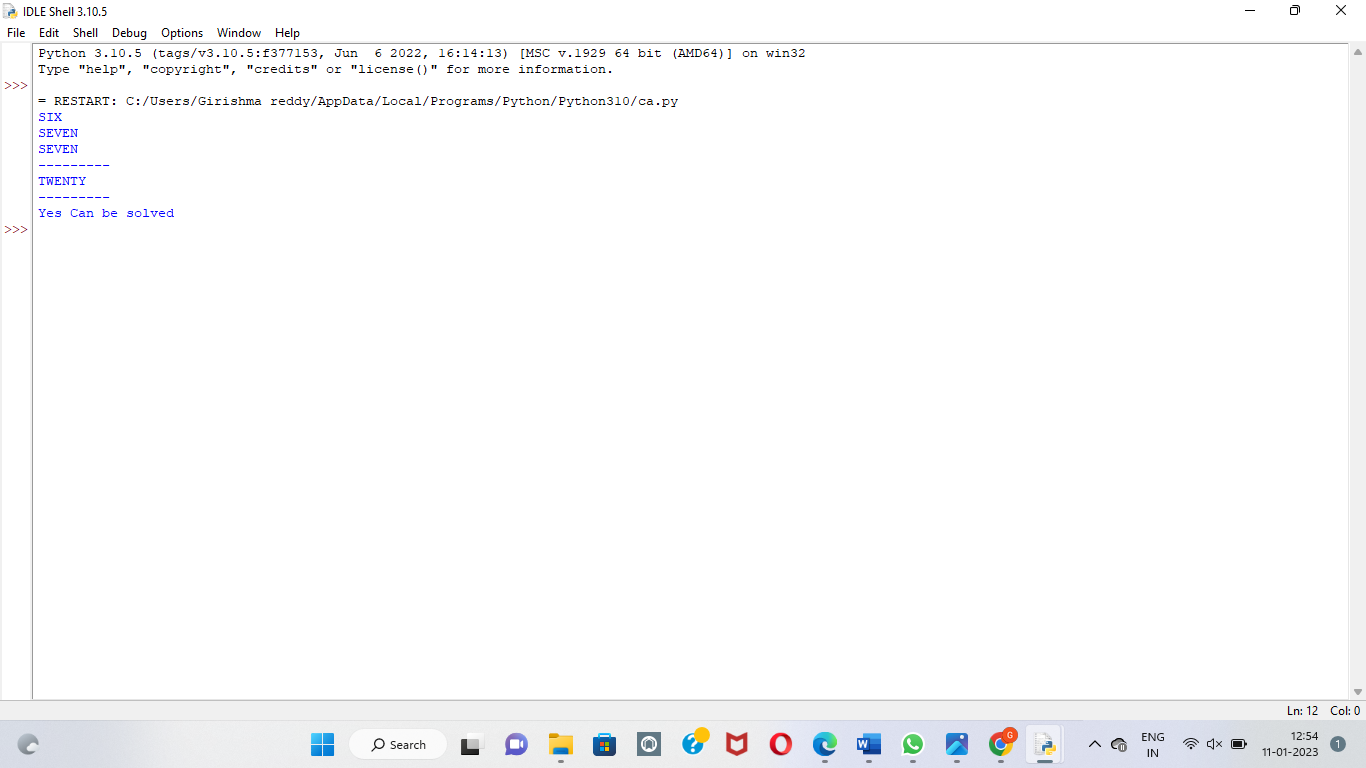 IDLE Shell 3.10.5
File Edit Shell Debug Options Window Help
Python 3.10.5 (tags/v3.10.5:f377153, Jun  6 2022, 16:14:13) [MSC v.1929 64 bit (AMD64)] on win32
Type "help", "copyright", "credits" or "license()" for more information.
>>>
= RESTART: C:/Users/Girishma reddy/AppData/Local/Programs/Python/Python310/ca.py
SIX
SEVEN
SEVEN
---------
TWENTY
---------
Yes Can be solved
>>>
Ln: 12 Col: 0
Search
G
ENG
IN
12:54
11-01-2023
1